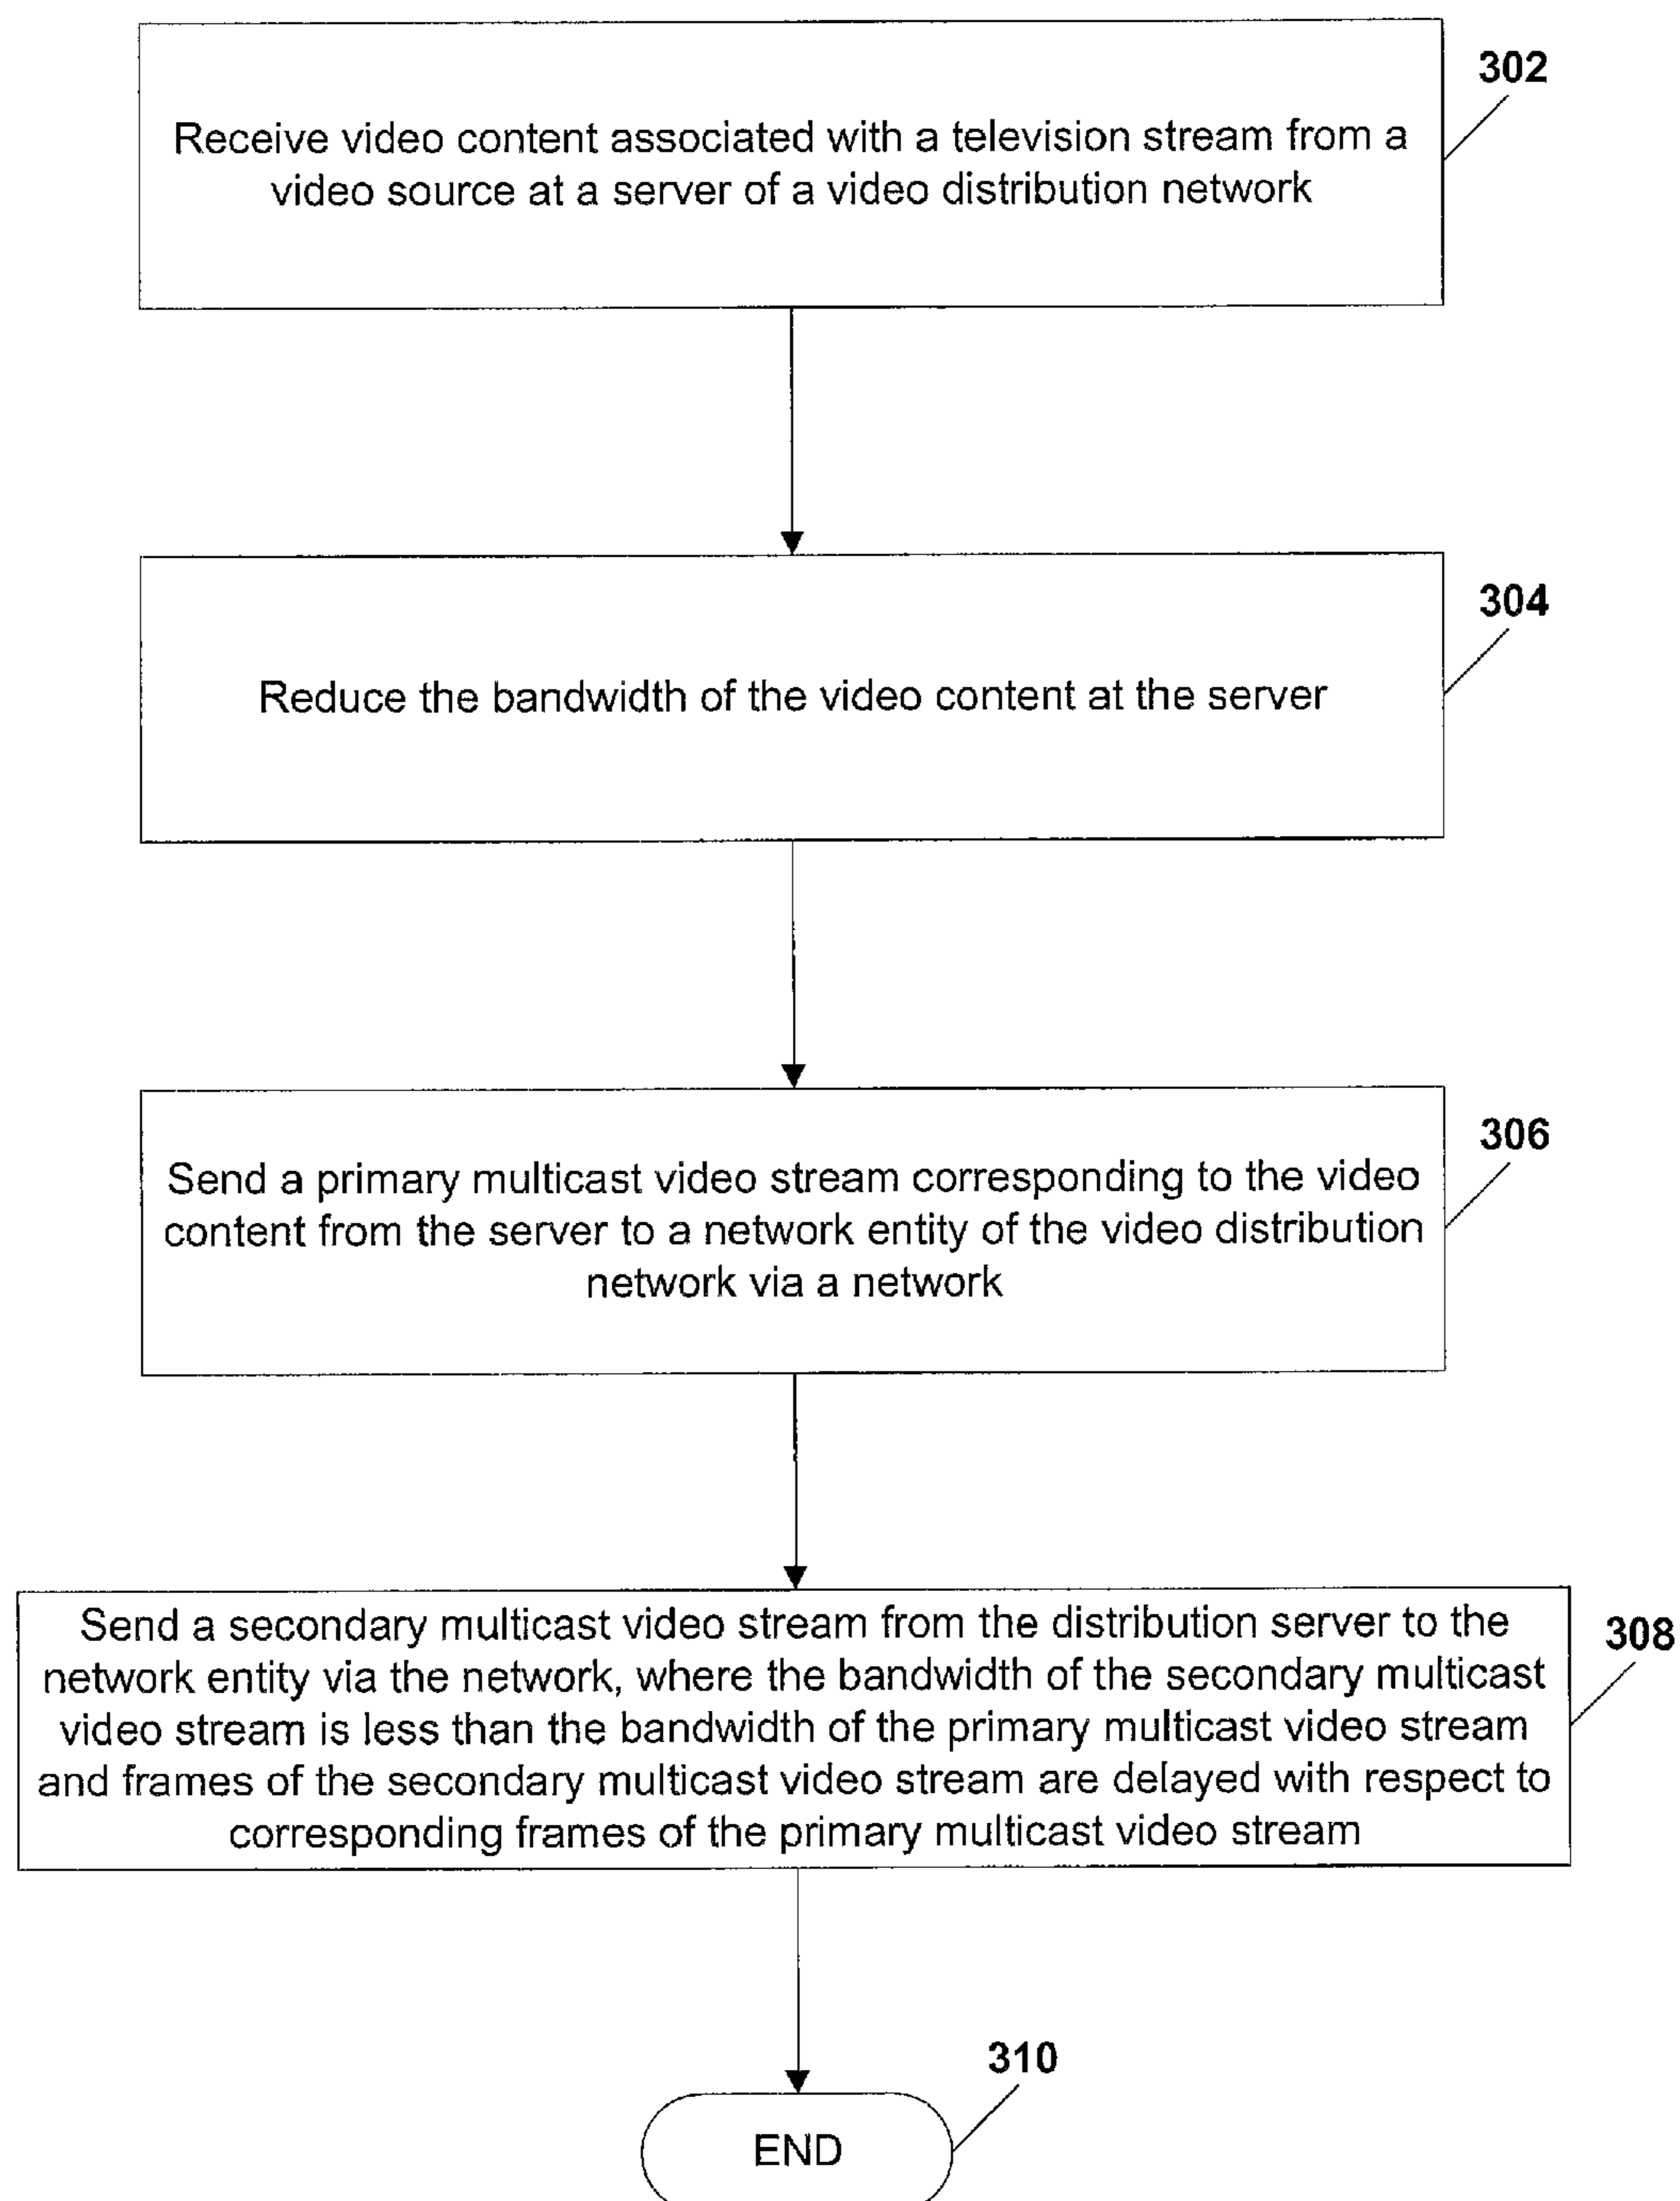 302
Receive video content associated with a television stream from a
video source at a server of a video distribution network
304
Reduce the bandwidth of the video content at the server
306
Send a primary multicast video stream corresponding to the video
content from the server to a network entity of the video distribution
network via a network
308
Send a secondary multicast video stream from the distribution server to the
network entity via the network, where the bandwidth of the secondary multicast
video stream is less than the bandwidth of the primary multicast video stream
and frames of the secondary multicast video stream are delayed with respect to
corresponding frames of the primary multicast video stream
310
END